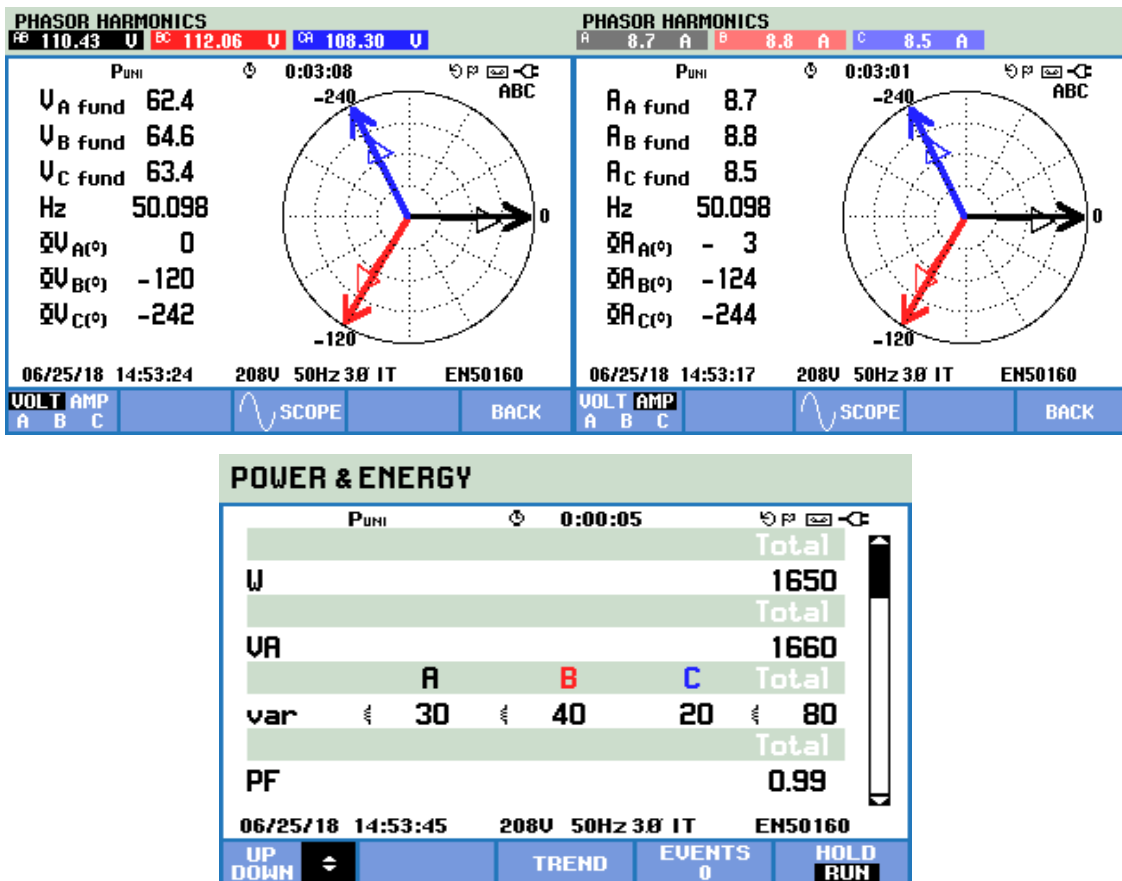 PHASOR HARMONICS
AB 110.43 V BC 112.06 V CA 108.30 V
PUNI 0:03:08
ABC
VA fund 62.4
VB fund 64.6
VC fund 63.4
Hz 50.098
ΦVA(°) 0
ΦVB(°) -120
ΦVC(°) -242
-240
0
-120
06/25/18 14:53:24 208V 50Hz 3Ø IT EN50160
VOLT AMP
A B C
SCOPE
BACK
PHASOR HARMONICS
A 8.7 A B 8.8 A C 8.5 A
PUNI 0:03:01
ABC
AA fund 8.7
AB fund 8.8
AC fund 8.5
Hz 50.098
ΦAA(°) - 3
ΦAB(°) -124
ΦAC(°) -244
-240
0
-120
06/25/18 14:53:17 208V 50Hz 3Ø IT EN50160
VOLT AMP
A B C
SCOPE
BACK
POWER & ENERGY
PUNI 0:00:05
Total
W 1650
Total
VA 1660
A B C Total
var 30 40 20 80
Total
PF 0.99
06/25/18 14:53:45 208V 50Hz 3Ø IT EN50160
UP
DOWN
TREND
EVENTS
0
HOLD
RUN